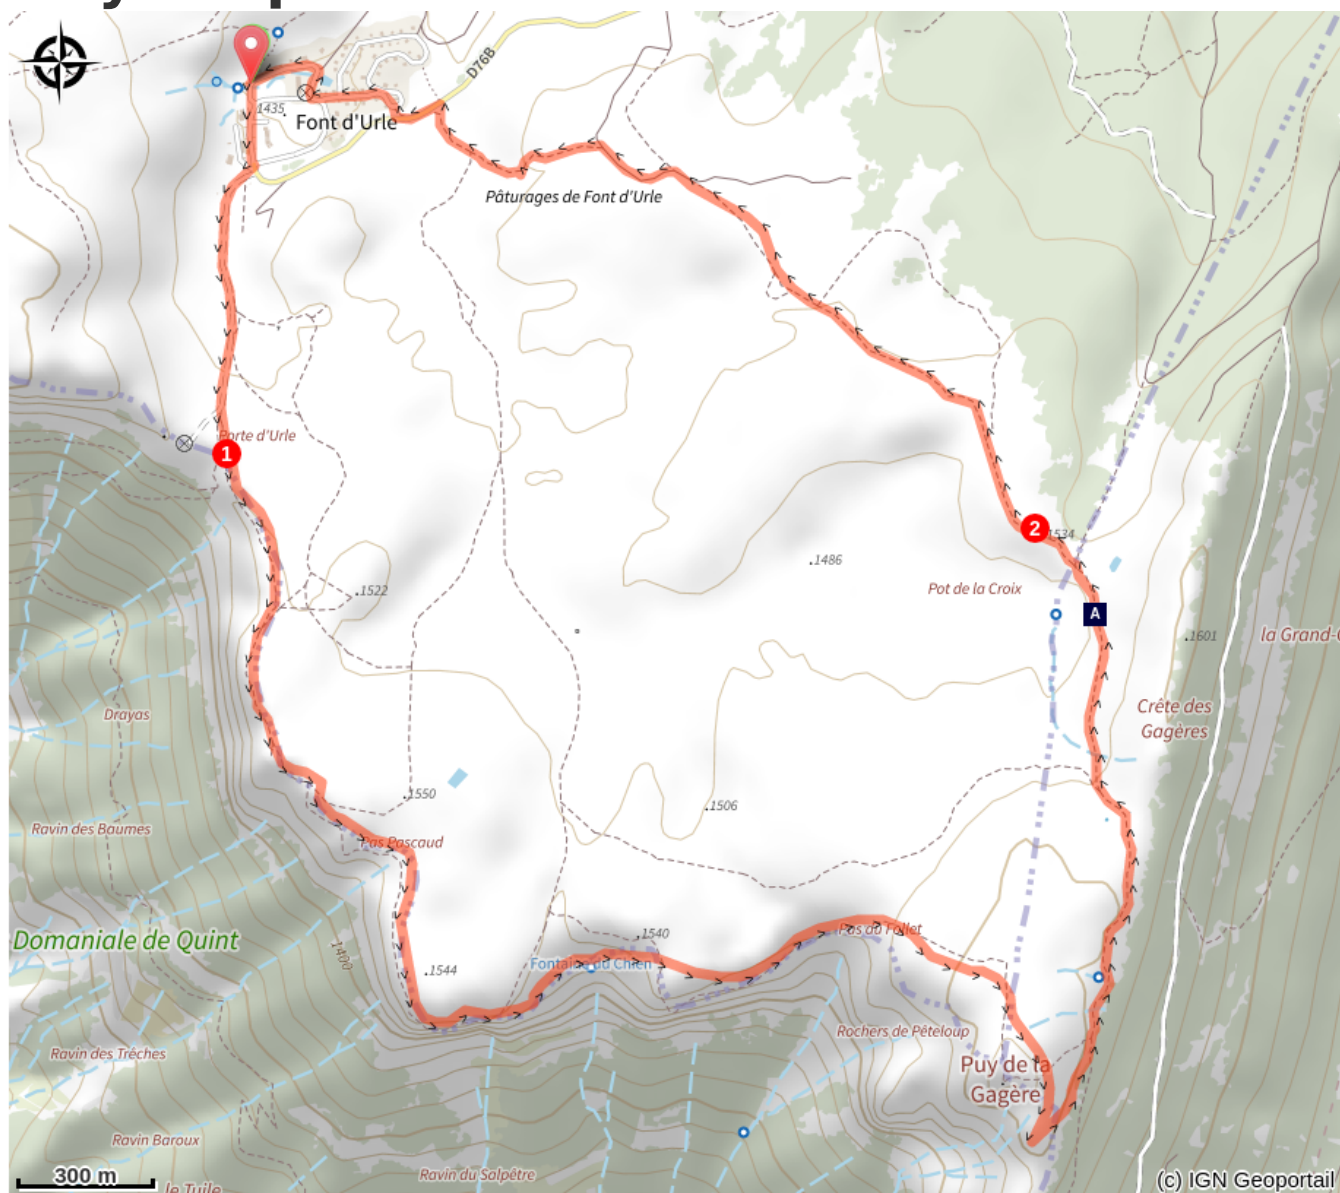 D76B
1435
Font d'Urle
Pâturages de Font d'Urle
Porte d'Urle
1
2
1534
.1486
.1522
Pot de la Croix
A
.1601
la Grand-
Crête des
Gagères
Drayas
.1550
.1506
Ravin des Baumes
Pas Pascaud
Domaniale de Quint
1400
.1540
Pas du Follet
Fontaine du Chien
.1544
Rochers de Pételoup
Ravin des Trêches
Puy de la
Gagère
Ravin Baroux
Ravin du Salpêtre
300 m
le Tuile
(c) IGN Geoportail